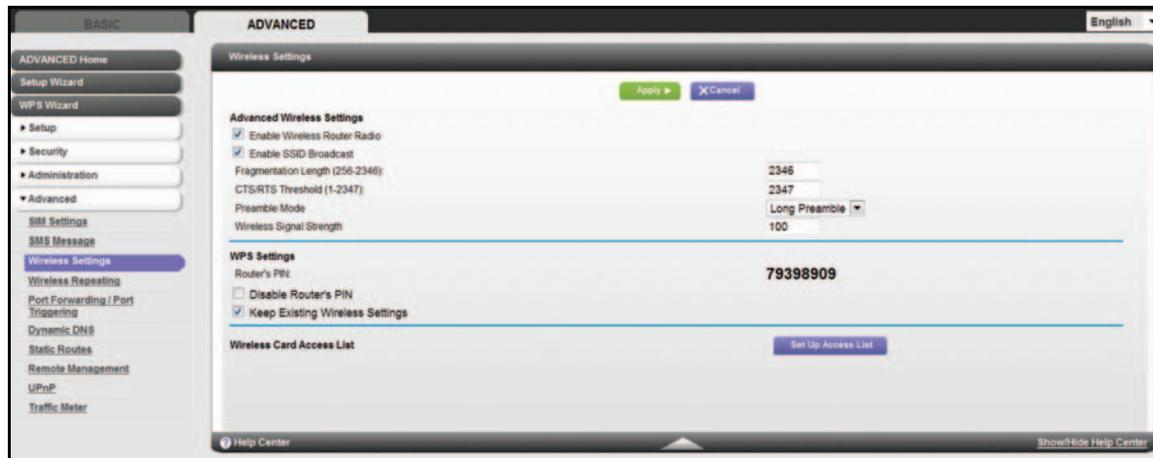 BASIC
ADVANCED
English
ADVANCED Home
Setup Wizard
WPS Wizard
Setup
Security
Administration
Advanced
SIM Settings
SMS Message
Wireless Settings
Wireless Repeating
Port Forwarding / Port
Triggering
Dynamic DNS
Static Routes
Remote Management
UPnP
Traffic Meter
Wireless Settings
Apply
Cancel
Advanced Wireless Settings
Enable Wireless Router Radio
Enable SSID Broadcast
Fragmentation Length (256-2346): 2346
CTS/RTS Threshold (1-2347): 2347
Preamble Mode Long Preamble
Wireless Signal Strength 100
WPS Settings
Router's PIN: 79398909
Disable Router's PIN
Keep Existing Wireless Settings
Wireless Card Access List Set Up Access List
Help Center
Show/Hide Help Center